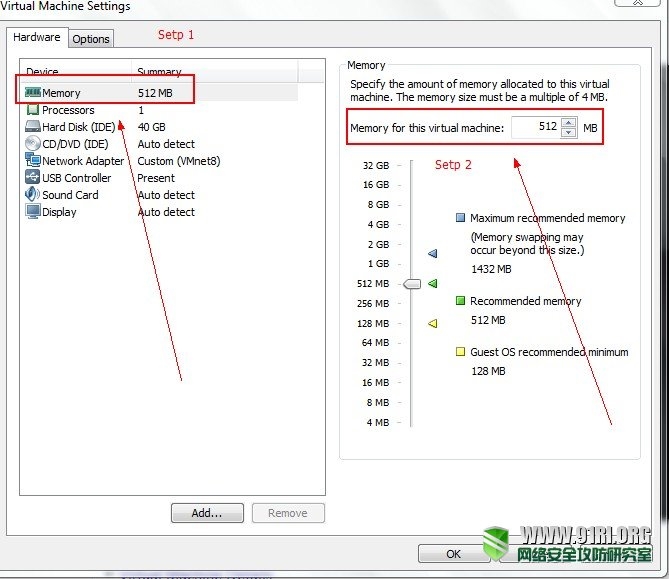 Virtual Machine Settings
Hardware
Options
Setp 1
Device Summary
Memory 512 MB
Processors 1
Hard Disk (IDE) 40 GB
CD/DVD (IDE) Auto detect
Network Adapter Custom (VMnet8)
USB Controller Present
Sound Card Auto detect
Display Auto detect
Add...
Remove
Memory
Specify the amount of memory allocated to this virtual
machine. The memory size must be a multiple of 4 MB.
Memory for this virtual machine: 512 MB
Setp 2
32 GB
16 GB
8 GB
4 GB
2 GB
1 GB
512 MB
256 MB
128 MB
64 MB
32 MB
16 MB
8 MB
4 MB
Maximum recommended memory
(Memory swapping may
occur beyond this size.)
1432 MB
Recommended memory
512 MB
Guest OS recommended minimum
128 MB
OK
WWW.91RI.ORG
网络安全攻防研究室